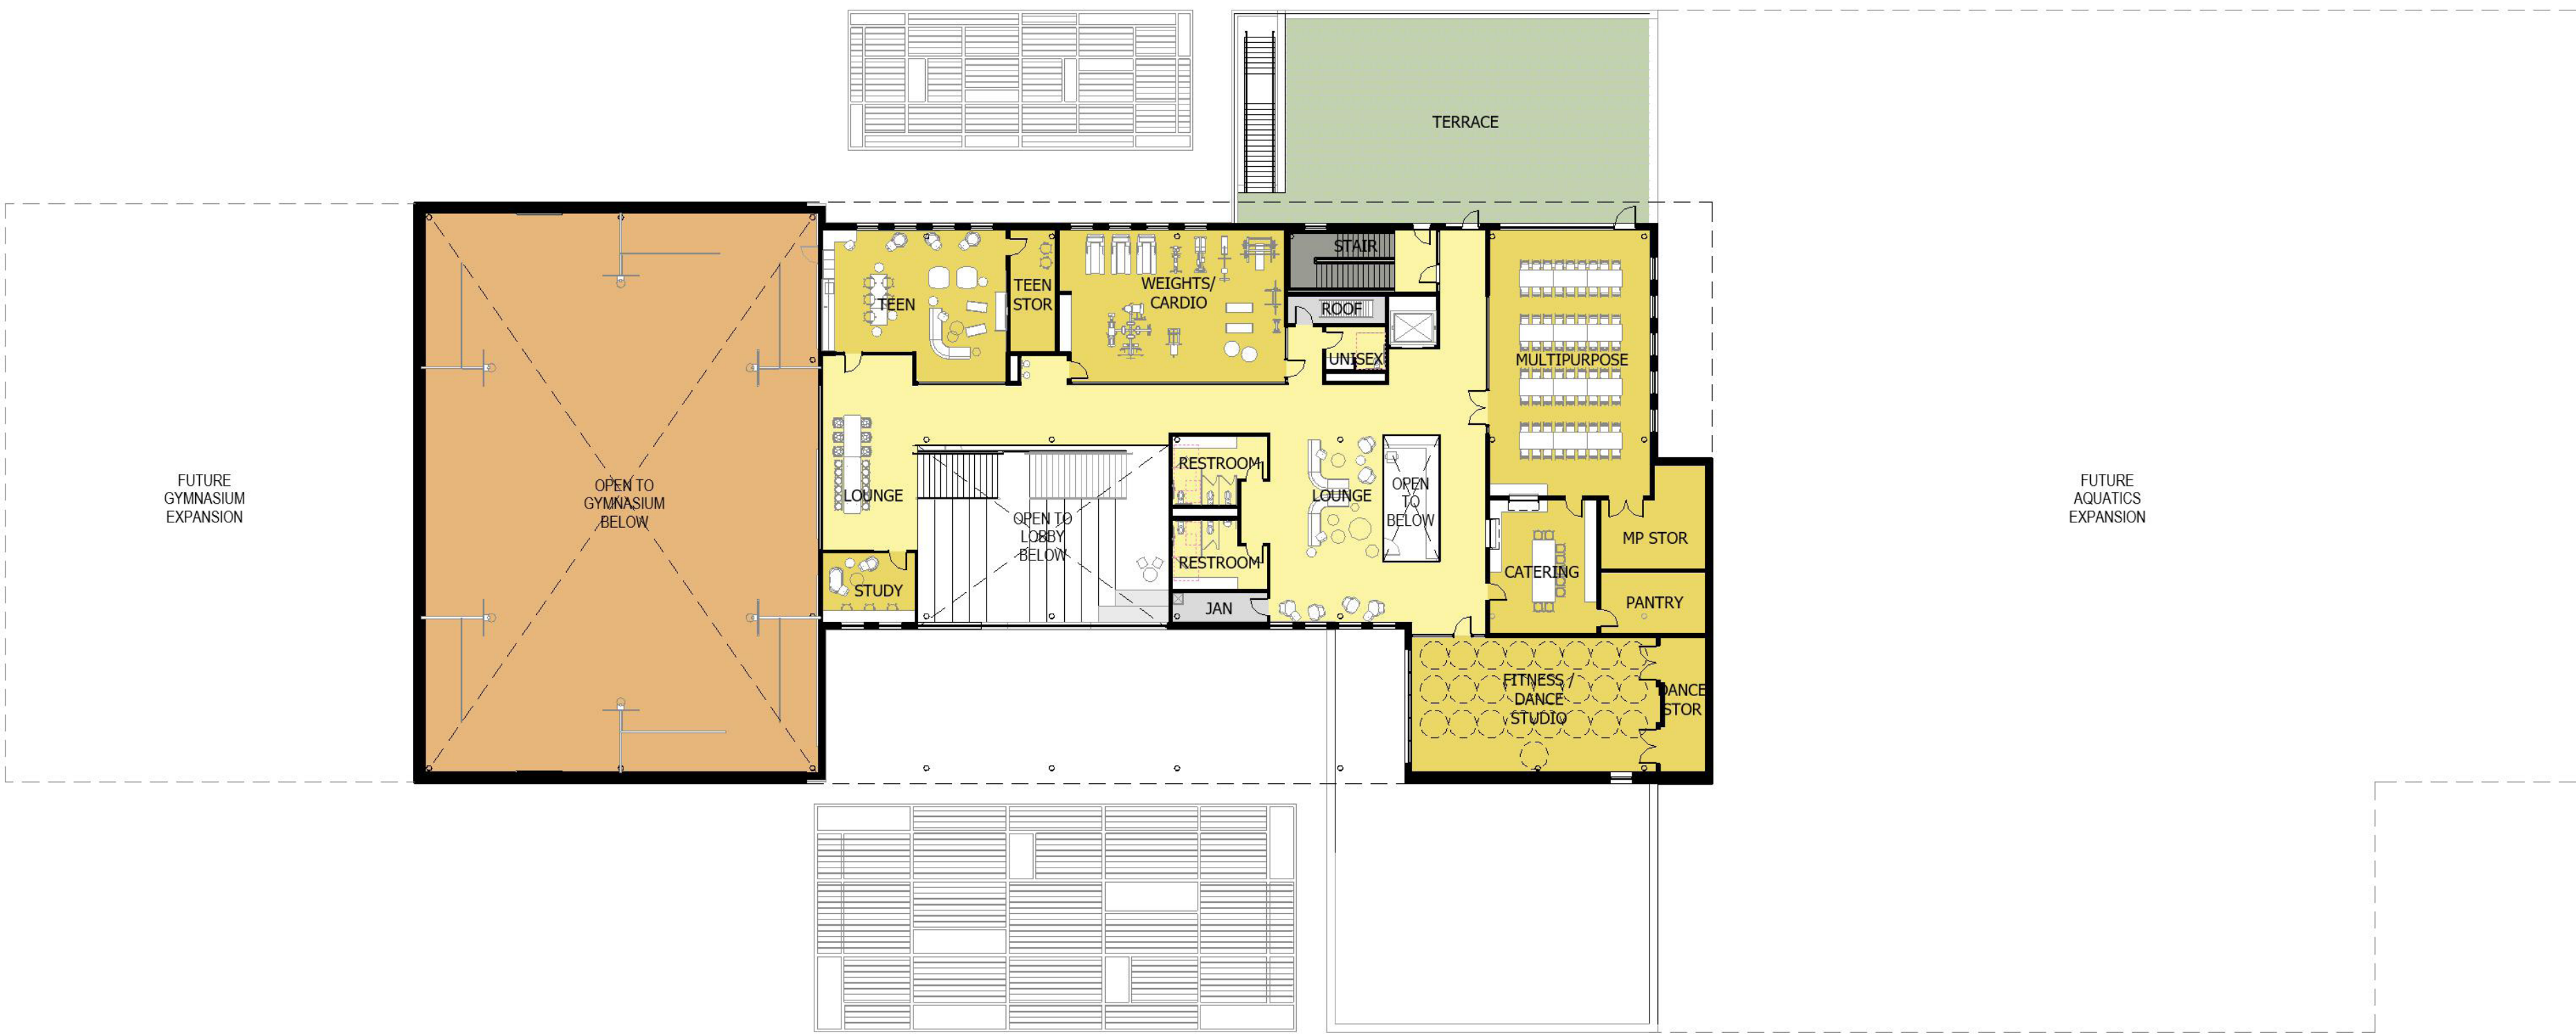 TERRACE
STAIR
TEEN
TEEN
STOR
WEIGHTS/
CARDIO
ROOF
UNISEX
MULTIPURPOSE
FUTURE
GYMNASIUM
EXPANSION
OPEN TO
GYMNASIUM
BELOW
LOUNGE
OPEN TO
LOBBY
BELOW
RESTROOM
RESTROOM
LOUNGE
OPEN
TO
BELOW
FUTURE
AQUATICS
EXPANSION
MP STOR
CATERING
STUDY
JAN
PANTRY
FITNESS /
DANCE
STUDIO
DANCE
STOR